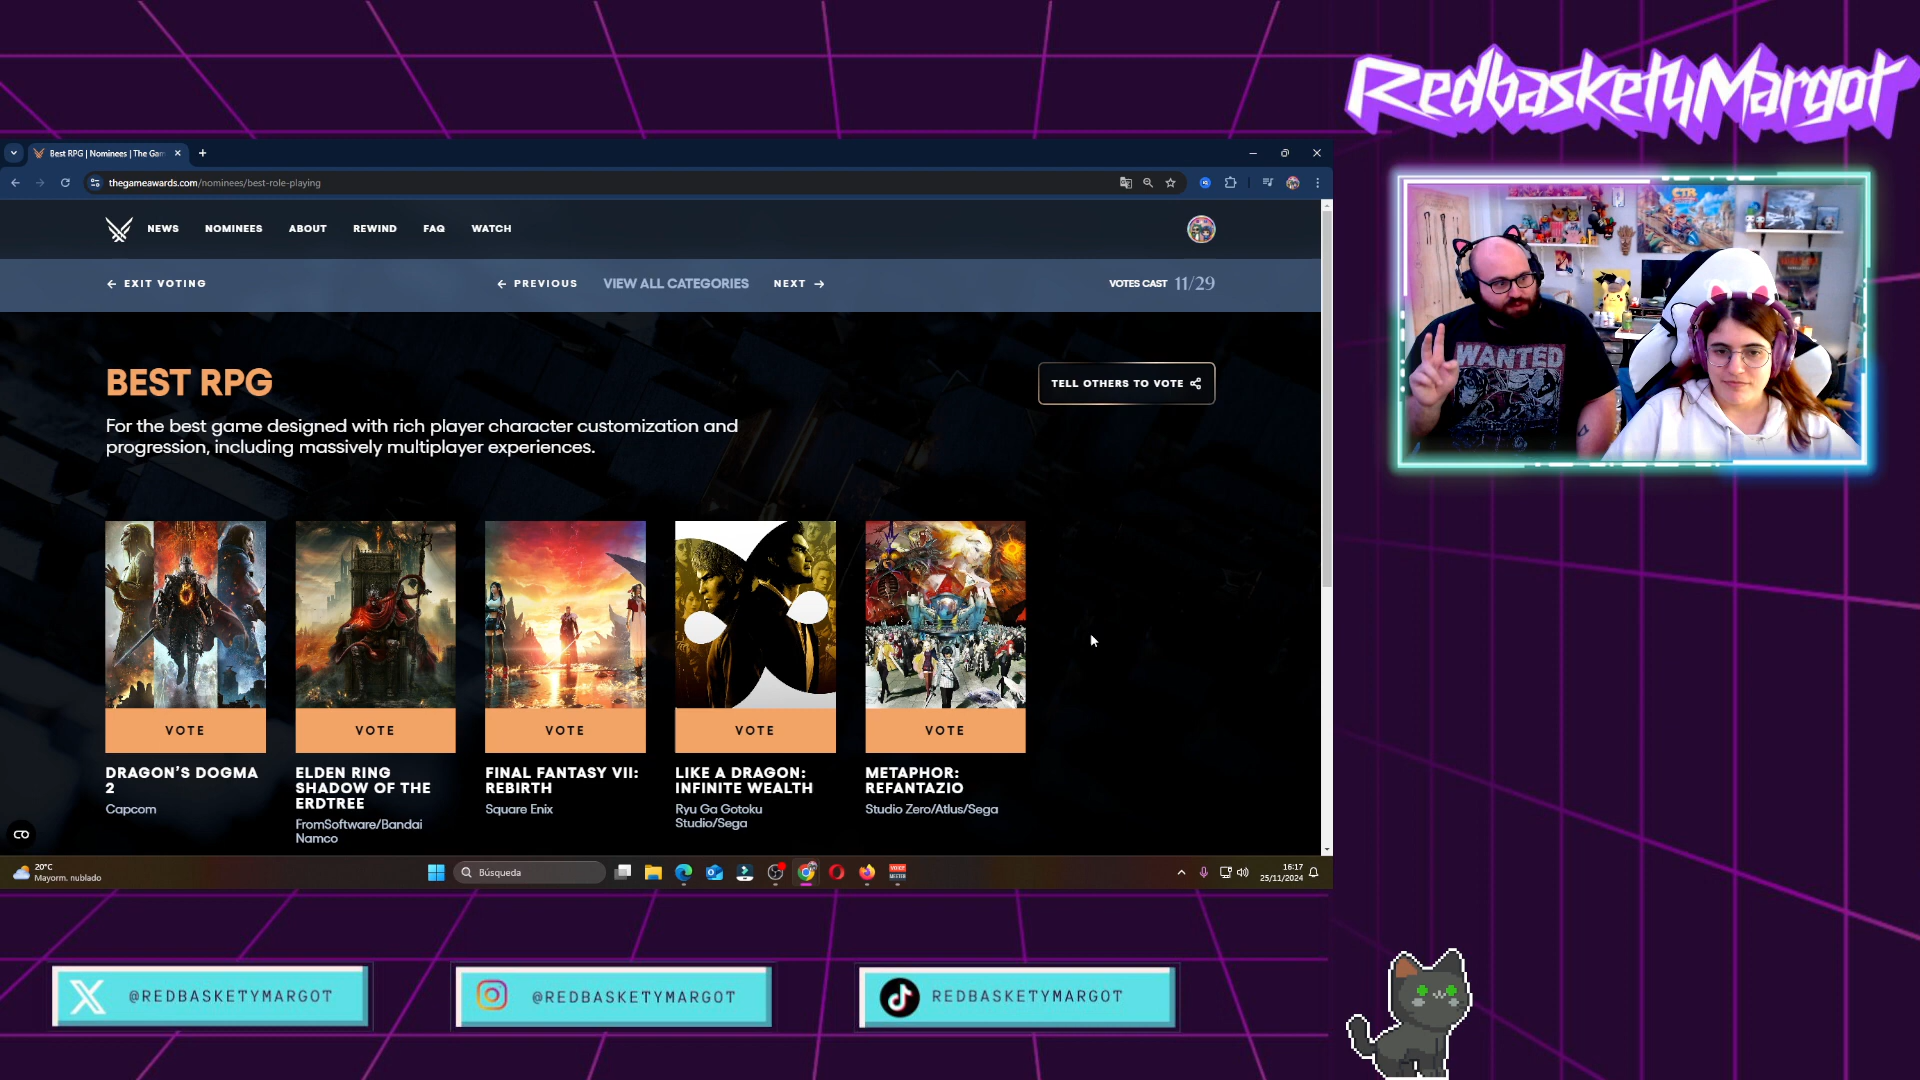 RedbasketyMargot
Best RPG | Nominees | The Gam
thegameawards.com/nominees/best-role-playing
NEWS NOMINEES ABOUT REWIND FAQ WATCH
EXIT VOTING
PREVIOUS VIEW ALL CATEGORIES NEXT
VOTES CAST 11/29
CTR
WANTED
BEST RPG
TELL OTHERS TO VOTE
For the best game designed with rich player character customization and
progression, including massively multiplayer experiences.
VOTE VOTE VOTE VOTE VOTE
DRAGON'S DOGMA
2
Capcom
ELDEN RING
SHADOW OF THE
ERDTREE
FromSoftware/Bandai
Namco
FINAL FANTASY VII:
REBIRTH
Square Enix
LIKE A DRAGON:
INFINITE WEALTH
Ryu Ga Gotoku
Studio/Sega
METAPHOR:
REFANTAZIO
Studio Zero/Atlus/Sega
20°C
Mayorm. nublado
Búsqueda
16:17
25/11/2024
@REDBASKETYMARGOT
@REDBASKETYMARGOT
REDBASKETYMARGOT